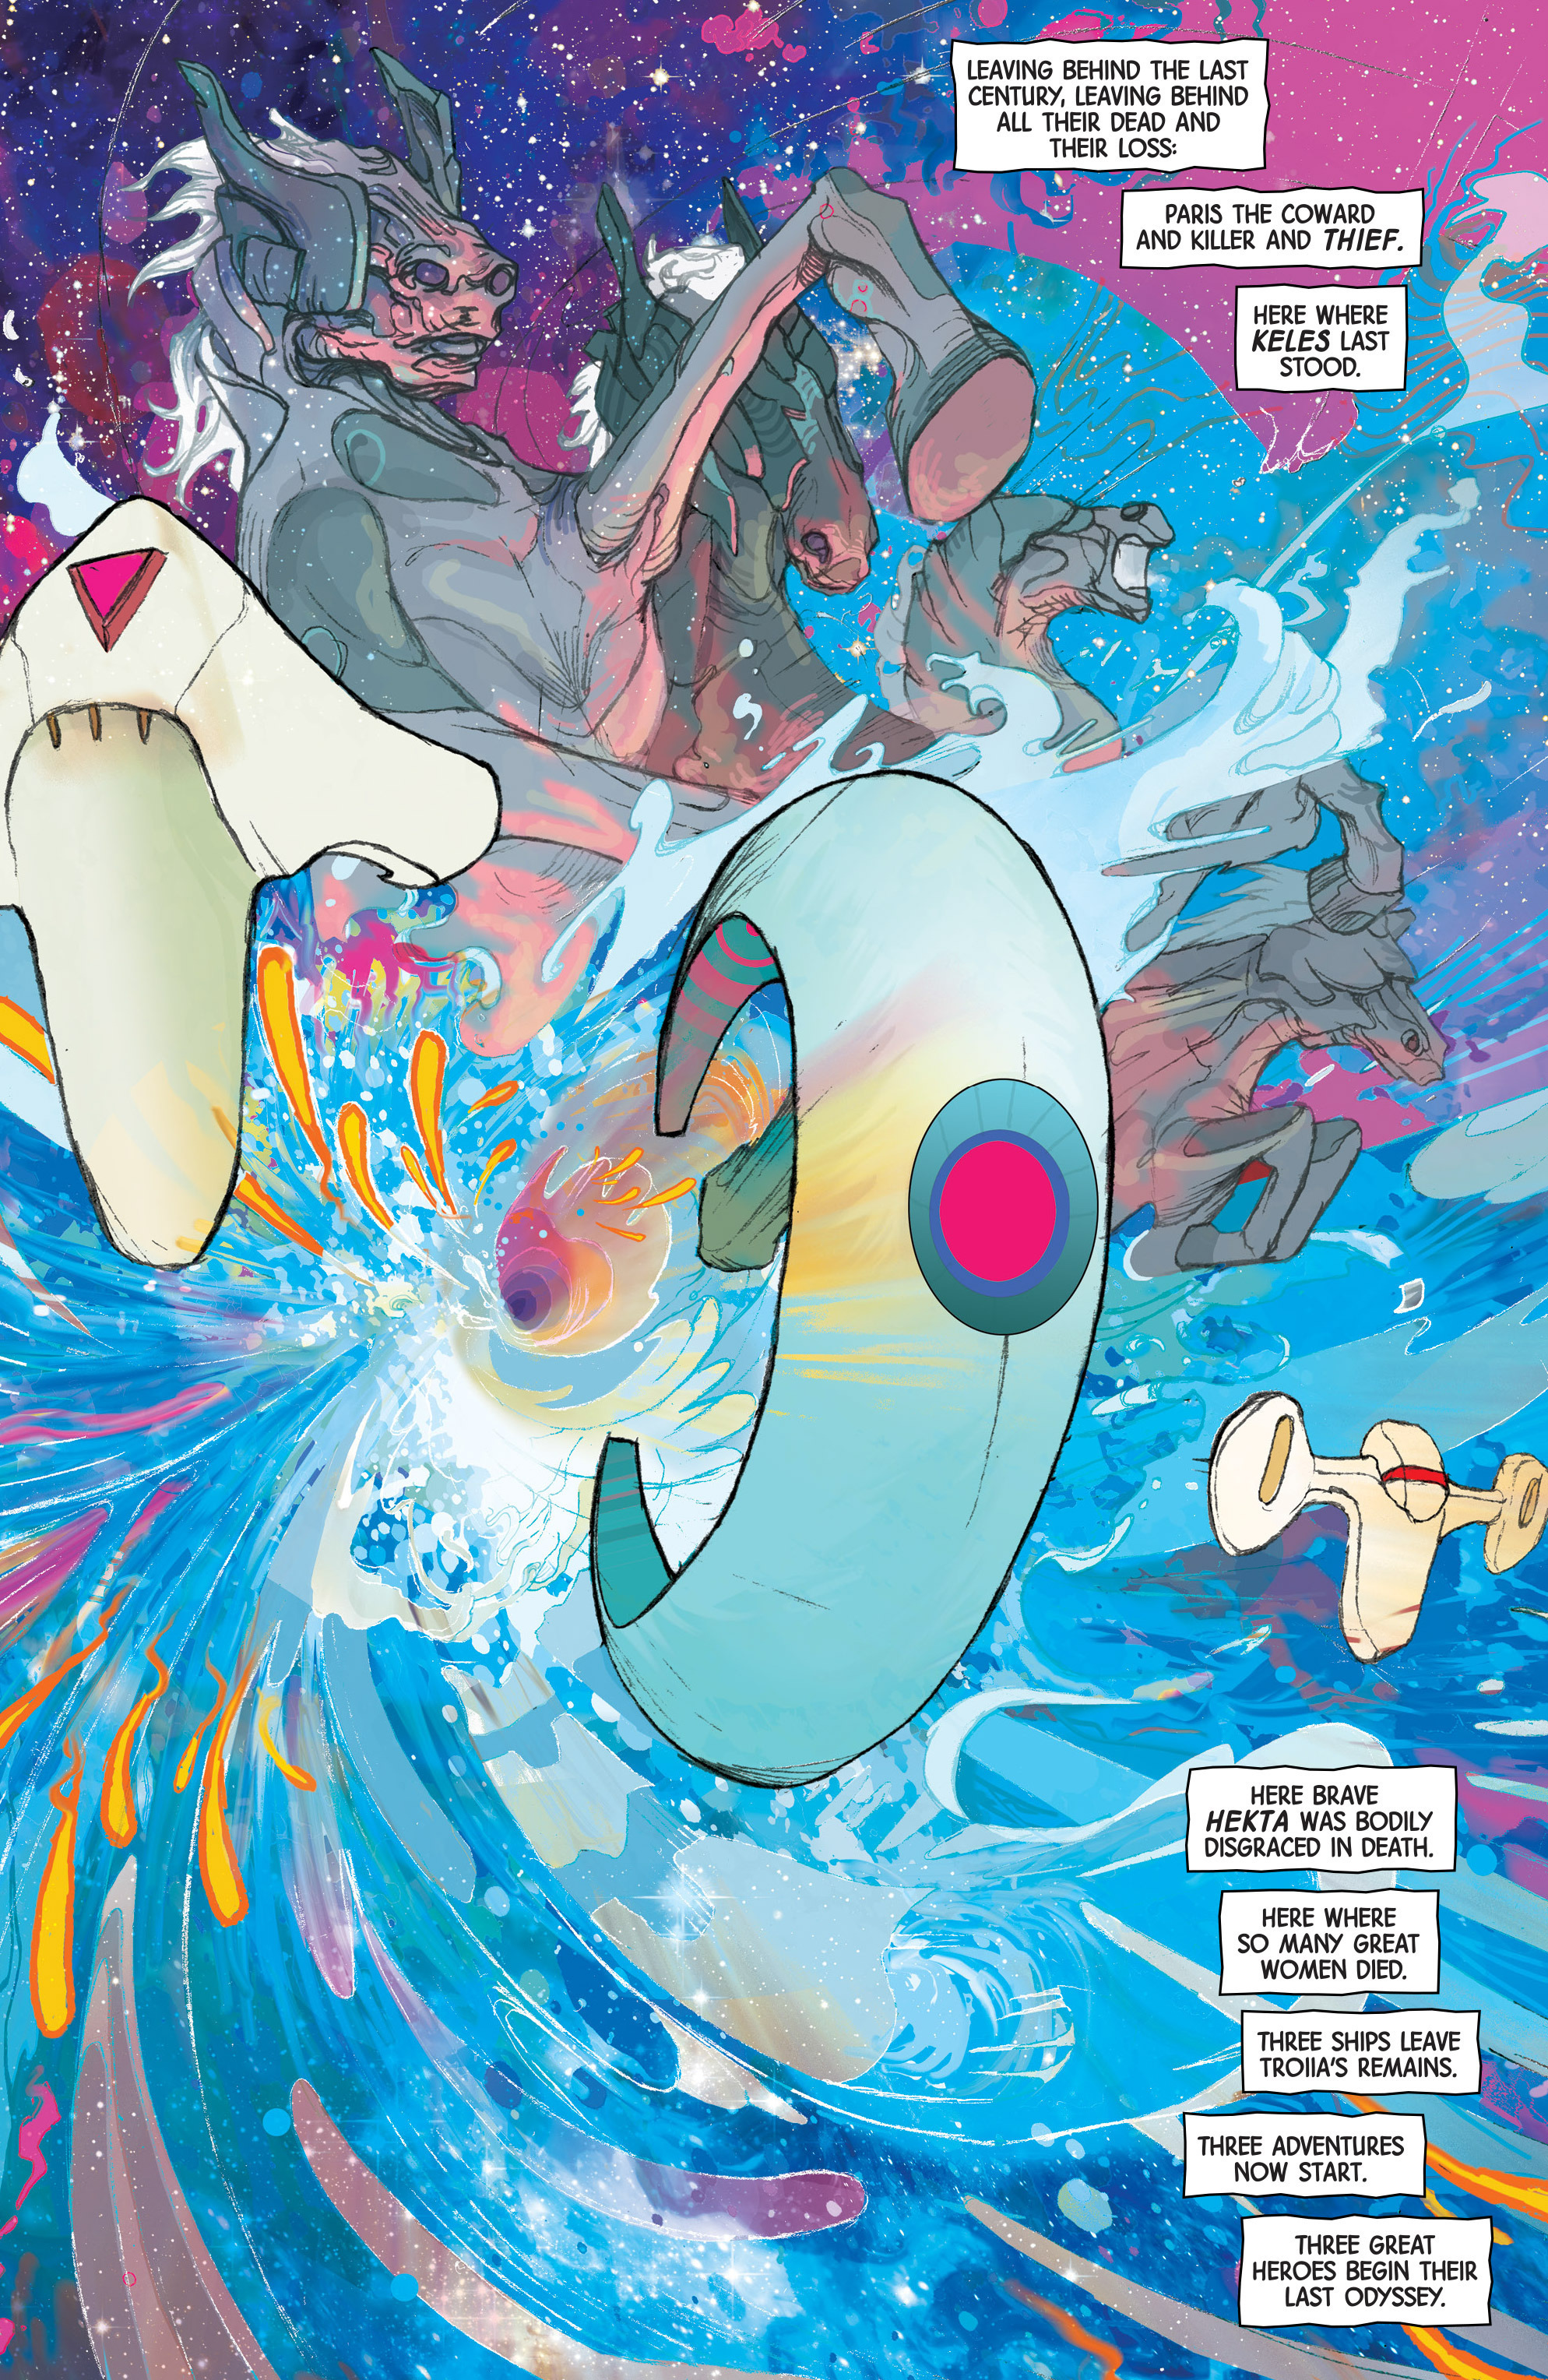 LEAVING BEHIND THE LAST
CENTURY, LEAVING BEHIND
ALL THEIR DEAD AND
THEIR LOSS:
PARIS THE COWARD
AND KILLER AND THIEF.
HERE WHERE
KELES LAST
STOOD.
HERE BRAVE
HEKTA WAS BODILY
DISGRACED IN DEATH.
HERE WHERE
SO MANY GREAT
WOMEN DIED.
THREE SHIPS LEAVE
TROIIA'S REMAINS.
THREE ADVENTURES
NOW START.
THREE GREAT
HEROES BEGIN THEIR
LAST ODYSSEY.